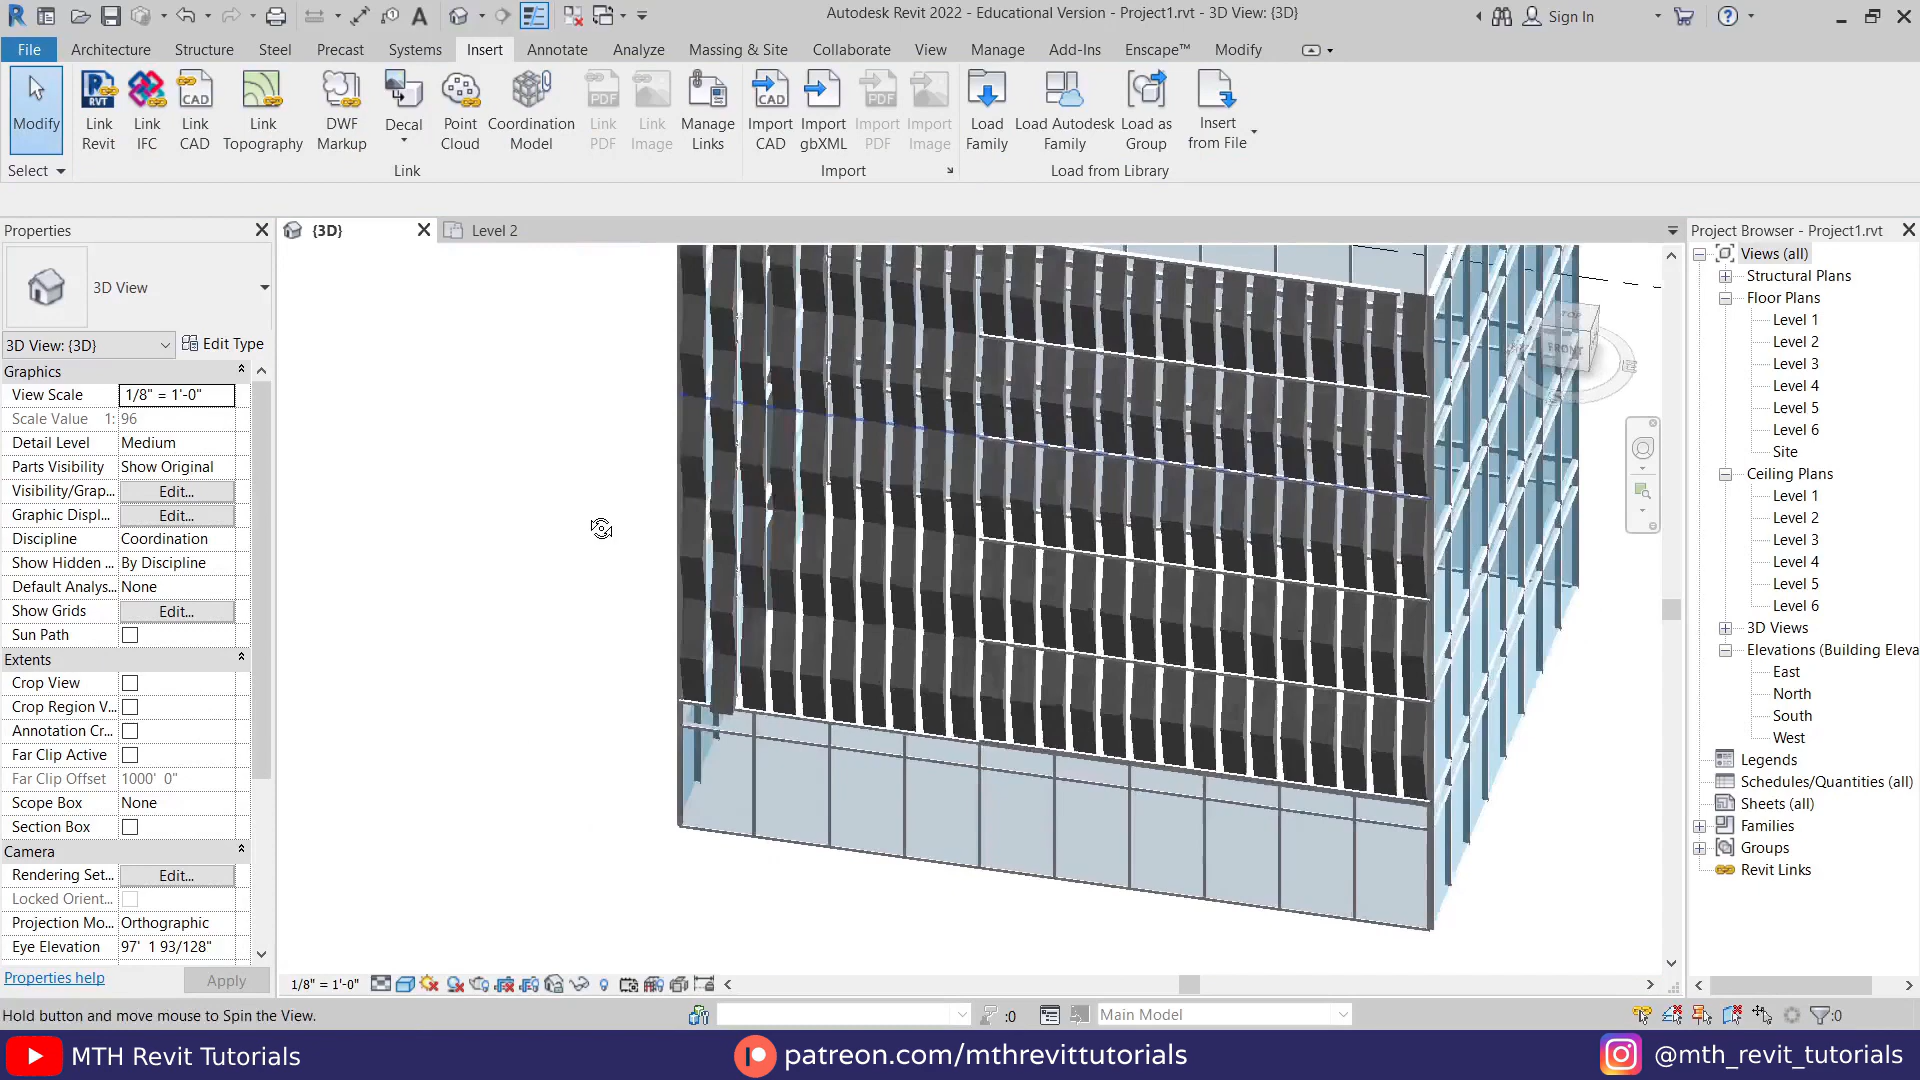 Autodesk Revit 2022 - Educational Version - Project1.rvt - 3D View: {3D}
Sign In
File Architecture Structure Steel Precast Systems Insert Annotate Analyze Massing & Site Collaborate View Manage Add-Ins Enscape™ Modify
Modify
Link Revit
Link IFC
Link CAD
Link Topography
DWF Markup
Decal
Point Cloud
Coordination Model
Link PDF
Link Image
Manage Links
Import CAD
Import gbXML
Import PDF
Import Image
Load Family
Load Autodesk Family
Load as Group
Insert from File
Select
Link
Import
Load from Library
Properties
3D View
3D View: {3D}
Edit Type
Graphics
View Scale 1/8" = 1'-0"
Scale Value 1: 96
Detail Level Medium
Parts Visibility Show Original
Visibility/Grap... Edit...
Graphic Displ... Edit...
Discipline Coordination
Show Hidden ... By Discipline
Default Analys... None
Show Grids Edit...
Sun Path
Extents
Crop View
Crop Region V...
Annotation Cr...
Far Clip Active
Far Clip Offset 1000' 0"
Scope Box None
Section Box
Camera
Rendering Set... Edit...
Locked Orient...
Projection Mo... Orthographic
Eye Elevation 97' 1 93/128"
Properties help
Apply
{3D}
Level 2
TOP
FRONT
1/8" = 1'-0"
Project Browser - Project1.rvt
Views (all)
Structural Plans
Floor Plans
Level 1
Level 2
Level 3
Level 4
Level 5
Level 6
Site
Ceiling Plans
Level 1
Level 2
Level 3
Level 4
Level 5
Level 6
3D Views
Elevations (Building Eleva
East
North
South
West
Legends
Schedules/Quantities (all)
Sheets (all)
Families
Groups
Revit Links
Hold button and move mouse to Spin the View.
:0
Main Model
:0
MTH Revit Tutorials
patreon.com/mthrevittutorials
@mth_revit_tutorials